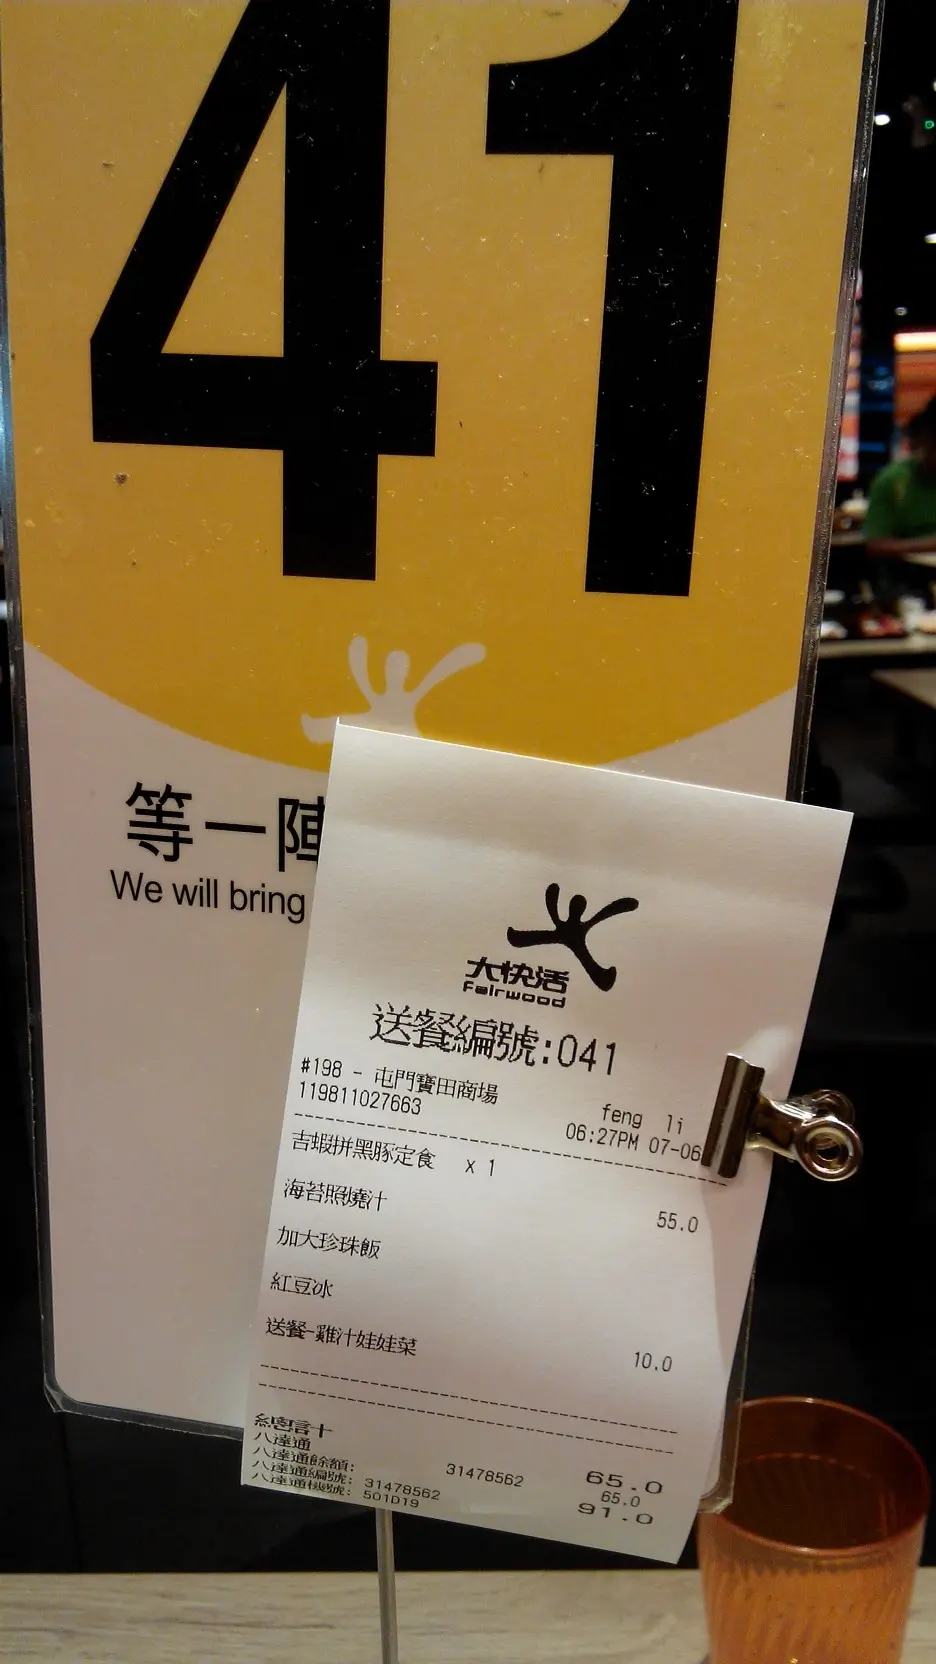 41
等一陣
We will bring
大快活
Fairwood
送餐編號:041
#198 - 屯門寶田商場
119811027663 feng li
06:27PM 07-06
吉蝦拼黑豚定食 x 1
海苔照燒汁 55.0
加大珍珠飯
紅豆冰
送餐-雞汁娃娃菜 10.0
總計 65.0
八達通 31478562 65.0
八達通餘額: 91.0
八達通編號: 31478562
八達通機號: 501D19